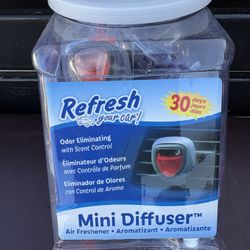 Refresh
your car!
30 days
jours
días
Odor Eliminating
with Scent Control
Éliminateur d'Odeurs
avec Contrôle de Parfum
Eliminador de Olores
con Control de Aroma
Mini Diffuser™
Air Freshener • Aromatisant • Aromatizante